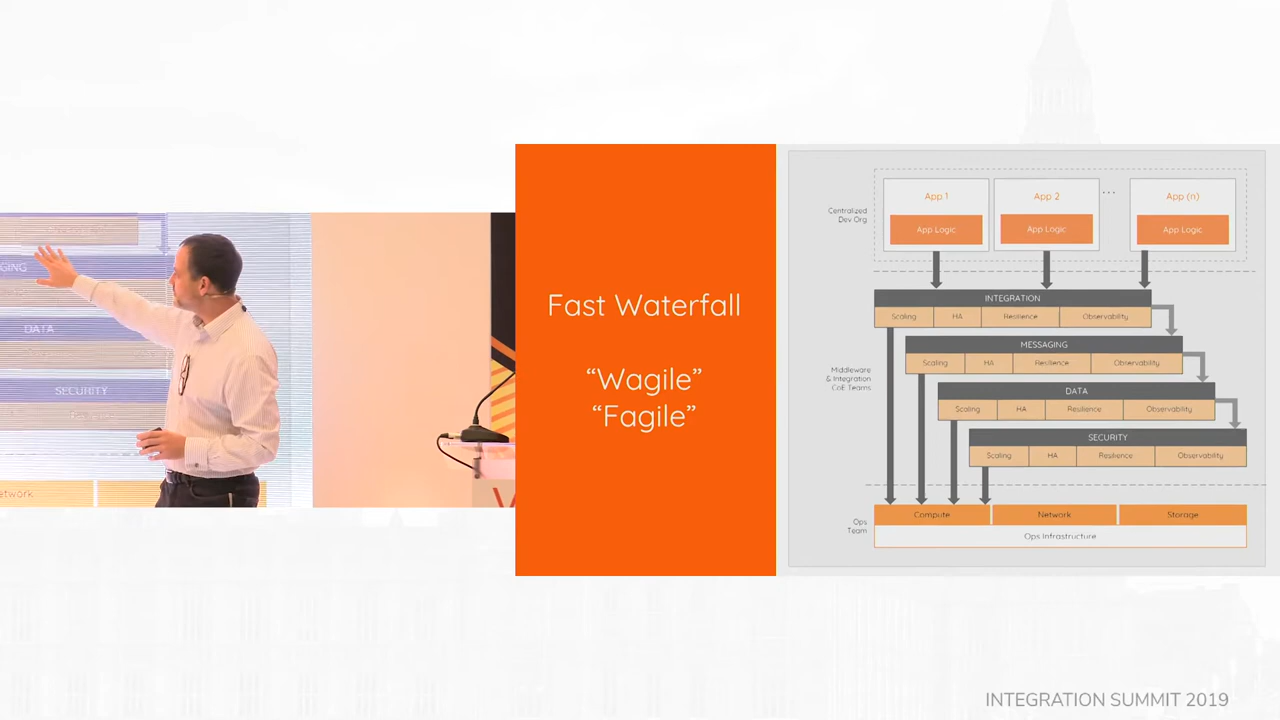 GING
DATA
SECURITY
etwork
Fast Waterfall
“Wagile”
“Fagile”
Centralized
Dev Org
App 1
App 2
...
App (n)
App Logic
App Logic
App Logic
INTEGRATION
Scaling
HA
Resilience
Observability
MESSAGING
Scaling
HA
Resilience
Observability
Middleware
& Integration
CoE Teams
DATA
Scaling
HA
Resilience
Observability
SECURITY
Scaling
HA
Resilience
Observability
Ops
Team
Compute
Network
Storage
Ops Infrastructure
INTEGRATION SUMMIT 2019